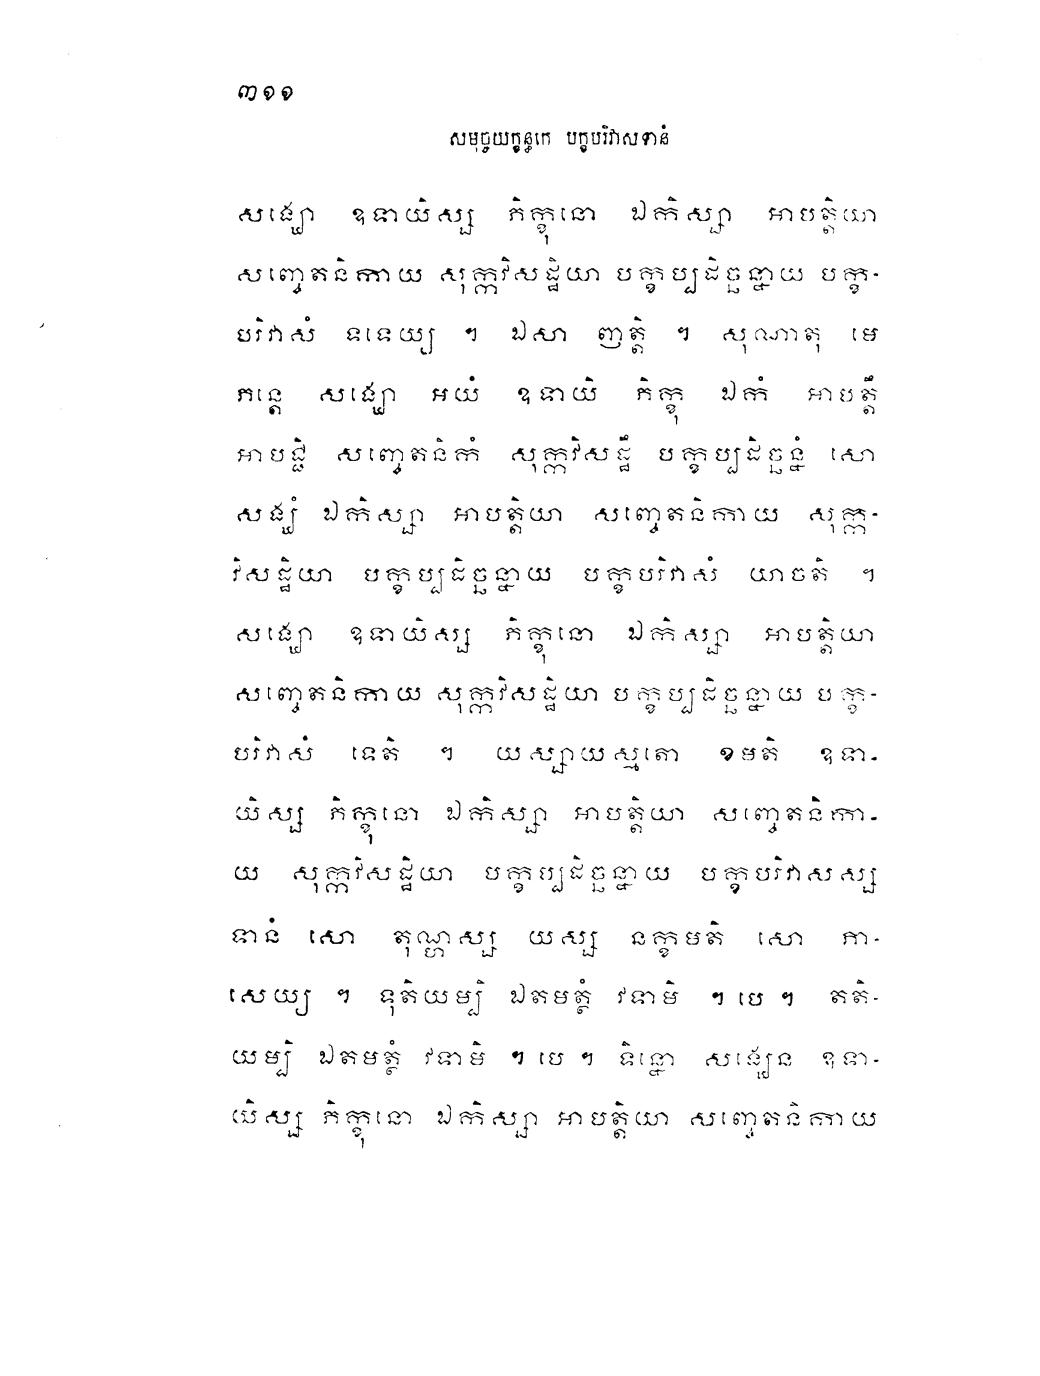 ៣១១
សមុច្ចយក្ខន្ធកេ បក្ខបរិវាសទានំ
សង្ឃោ ឧទាយិស្ស ភិក្ខុនោ ឯកិស្សា អាបត្តិយា
សញ្ចេតនិកាយ សុក្កវិសដ្ឋិយា បក្ខប្បដិច្ឆន្នាយ បក្ខ-
បរិវាសំ ទទេយ្យ ។ ឯសា ញត្តិ ។ សុណាតុ មេ
ភន្តេ សង្ឃោ អយំ ឧទាយិ ភិក្ខុ ឯកំ អាបត្តឹ
អាបជ្ជិ សញ្ចេតនិកំ សុក្កវិសដ្ឋឹ បក្ខប្បដិច្ឆន្នំ សោ
សង្ឃំ ឯកិស្សា អាបត្តិយា សញ្ចេតនិកាយ សុក្ក-
វិសដ្ឋិយា បក្ខប្បដិច្ឆន្នាយ បក្ខបរិវាសំ យាចតិ ។
សង្ឃោ ឧទាយិស្ស ភិក្ខុនោ ឯកិស្សា អាបត្តិយា
សញ្ចេតនិកាយ សុក្កវិសដ្ឋិយា បក្ខប្បដិច្ឆន្នាយ បក្ខ-
បរិវាសំ ទេតិ ។ យស្សាយស្មតោ ខមតិ ឧទា-
យិស្ស ភិក្ខុនោ ឯកិស្សា អាបត្តិយា សញ្ចេតនិកា-
យ សុក្កវិសដ្ឋិយា បក្ខប្បដិច្ឆន្នាយ បក្ខបរិវាសស្ស
ទានំ សោ តុណ្ហស្ស យស្ស នក្ខមតិ សោ ភា-
សេយ្យ ។ ទុតិយម្បិ ឯតមត្ថំ វទាមិ ។ បេ ។ តតិ-
យម្បិ ឯតមត្ថំ វទាមិ ។ បេ ។ ទិន្នោ សង្ឃេន ឧទា-
យិស្ស ភិក្ខុនោ ឯកិស្សា អាបត្តិយា សញ្ចេតនិកាយ